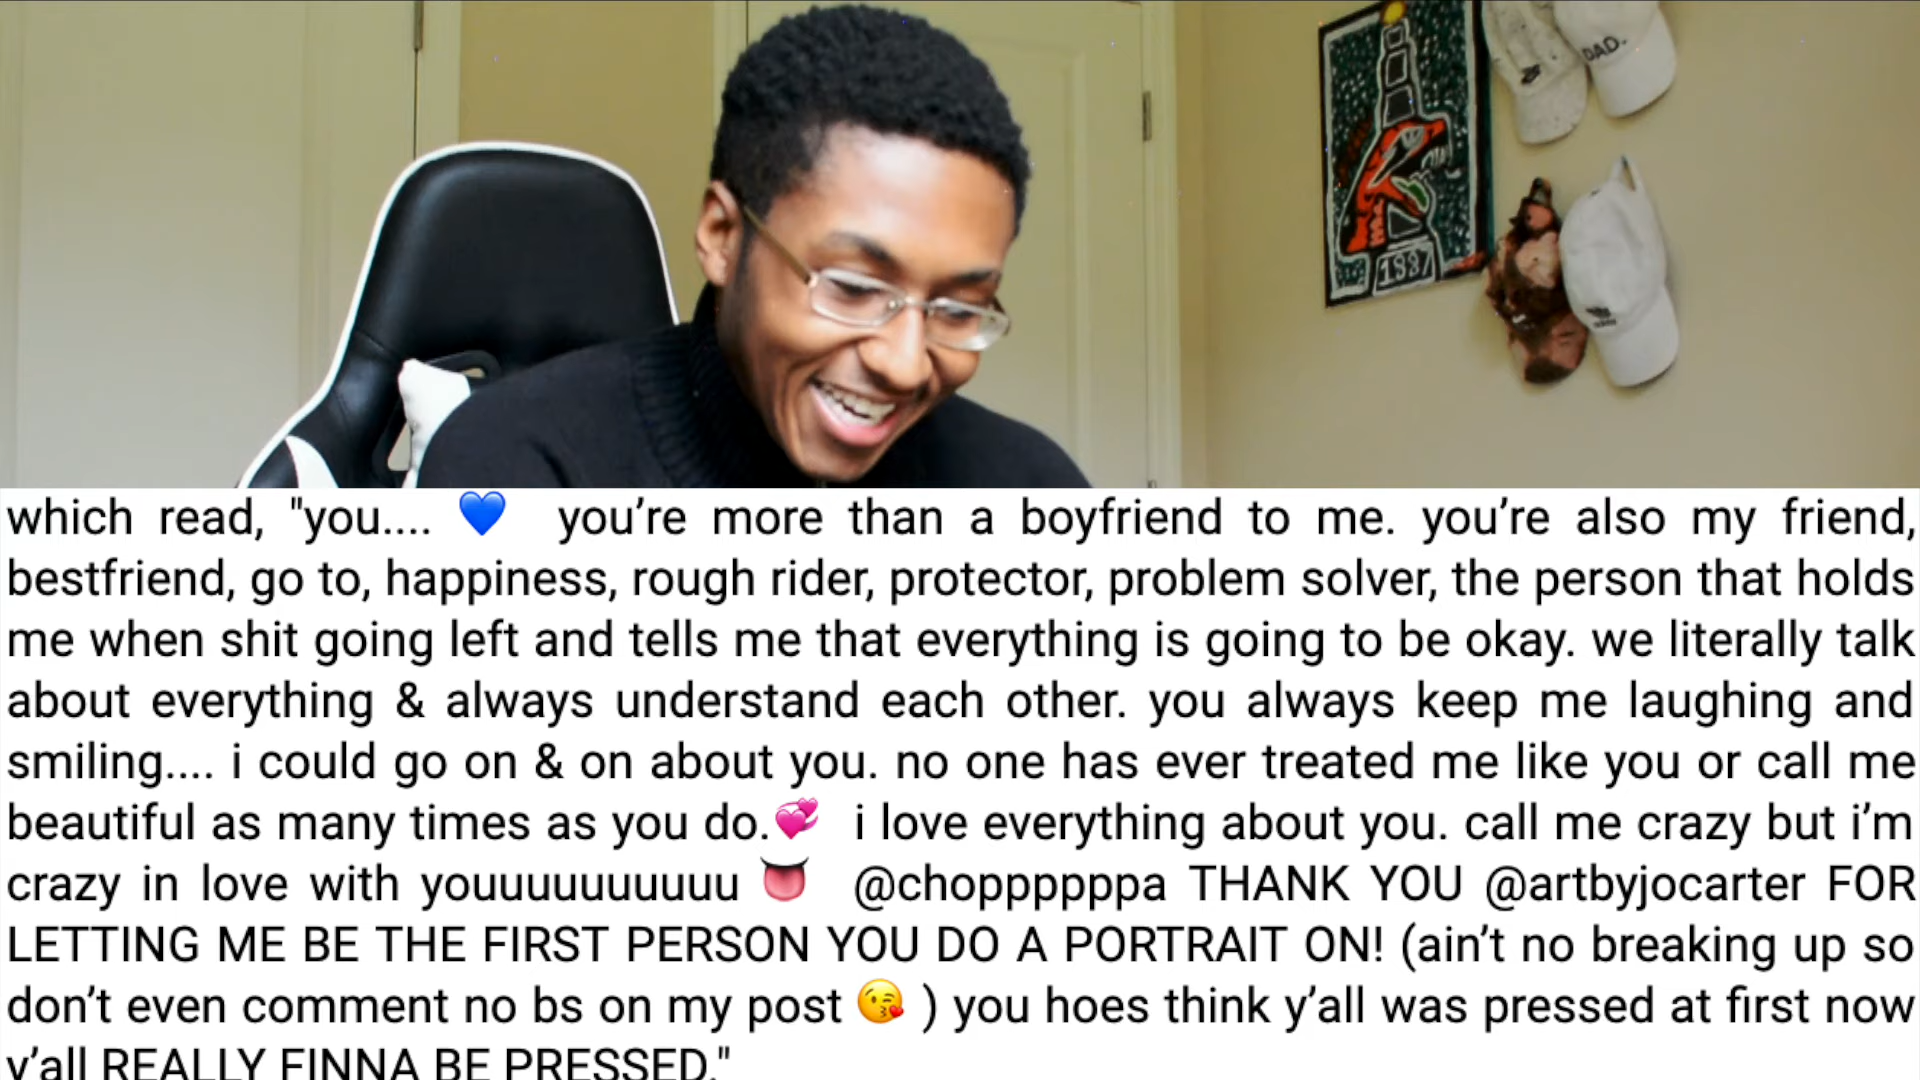 DAD.
1997
which read, "you.... 💙 you’re more than a boyfriend to me. you’re also my friend,
bestfriend, go to, happiness, rough rider, protector, problem solver, the person that holds
me when shit going left and tells me that everything is going to be okay. we literally talk
about everything & always understand each other. you always keep me laughing and
smiling.... i could go on & on about you. no one has ever treated me like you or call me
beautiful as many times as you do.💞 i love everything about you. call me crazy but i’m
crazy in love with youuuuuuuuuu 👅 @choppppppa THANK YOU @artbyjocarter FOR
LETTING ME BE THE FIRST PERSON YOU DO A PORTRAIT ON! (ain’t no breaking up so
don’t even comment no bs on my post 😘 ) you hoes think y’all was pressed at first now
y’all REALLY FINNA BE PRESSED."